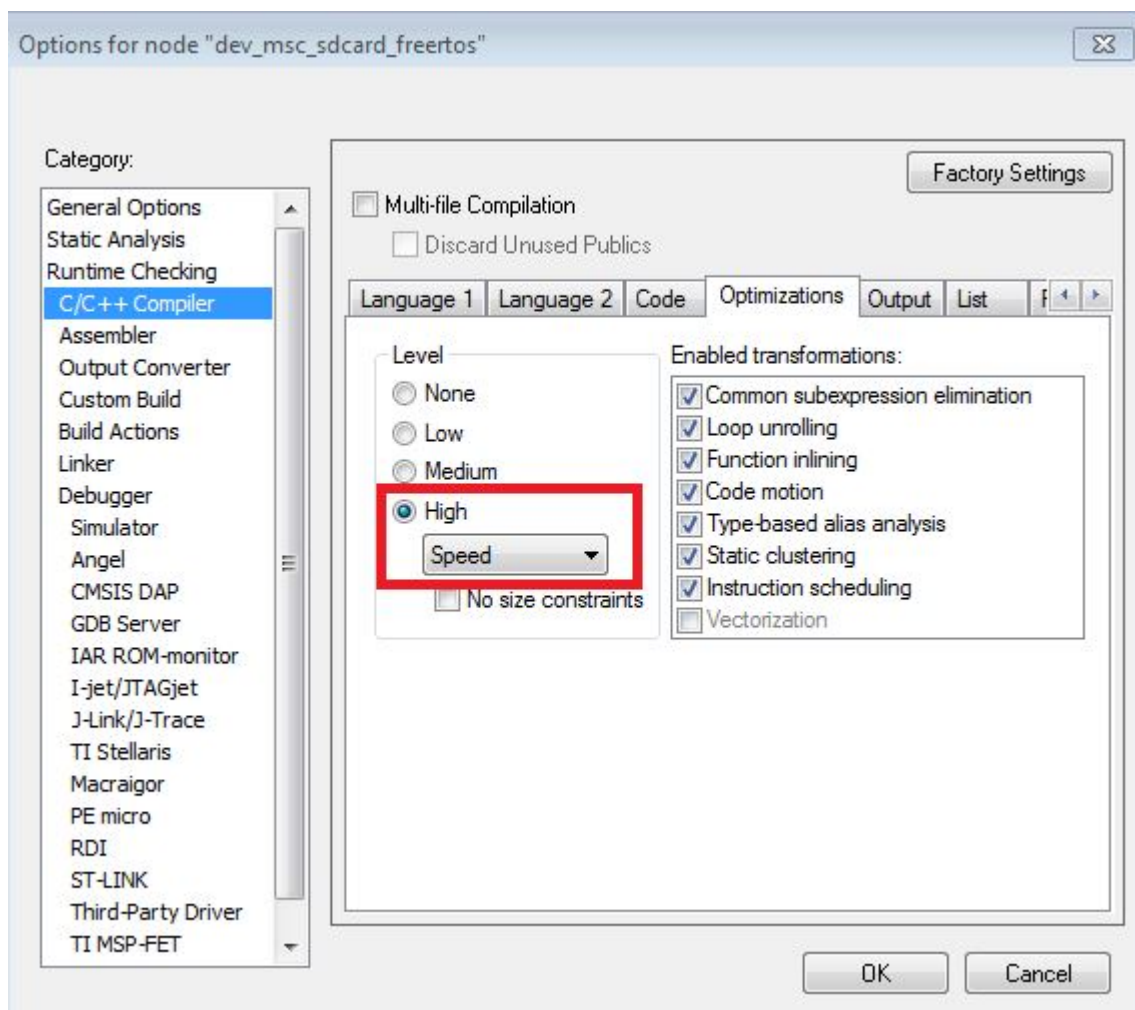 Options for node "dev_msc_sdcard_freertos"
Category:
General Options
Static Analysis
Runtime Checking
C/C++ Compiler
Assembler
Output Converter
Custom Build
Build Actions
Linker
Debugger
Simulator
Angel
CMSIS DAP
GDB Server
IAR ROM-monitor
I-jet/JTAGjet
J-Link/J-Trace
TI Stellaris
Macraigor
PE micro
RDI
ST-LINK
Third-Party Driver
TI MSP-FET
Factory Settings
Multi-file Compilation
Discard Unused Publics
Language 1 Language 2 Code Optimizations Output List
Level
None
Low
Medium
High
Speed
No size constraints
Enabled transformations:
Common subexpression elimination
Loop unrolling
Function inlining
Code motion
Type-based alias analysis
Static clustering
Instruction scheduling
Vectorization
OK Cancel